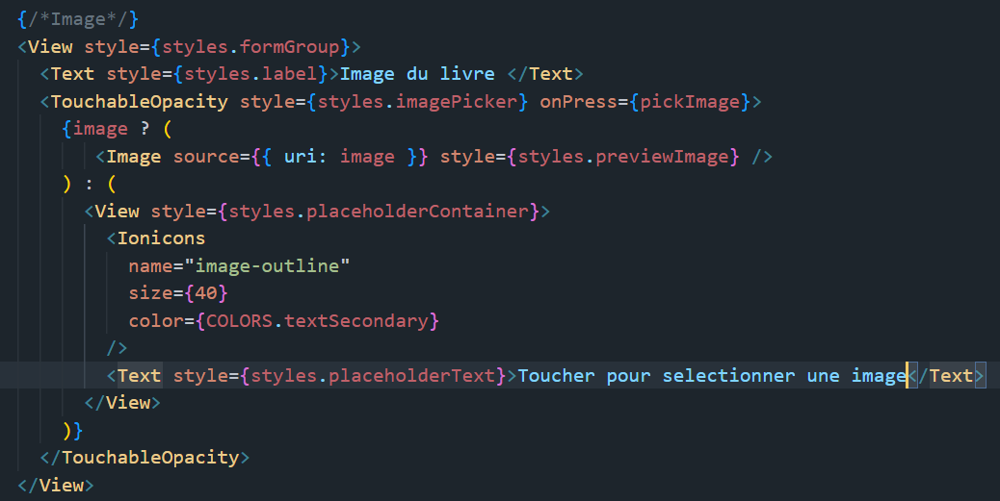 {/*Image*/}
<View style={styles.formGroup}>
<Text style={styles.label}>Image du livre </Text>
<TouchableOpacity style={styles.imagePicker} onPress={pickImage}>
{image ? (
<Image source={{ uri: image }} style={styles.previewImage} />
) : (
<View style={styles.placeholderContainer}>
<Ionicons
name="image-outline"
size={40}
color={COLORS.textSecondary}
/>
<Text style={styles.placeholderText}>Toucher pour selectionner une image</Text>
</View>
)}
</TouchableOpacity>
</View>